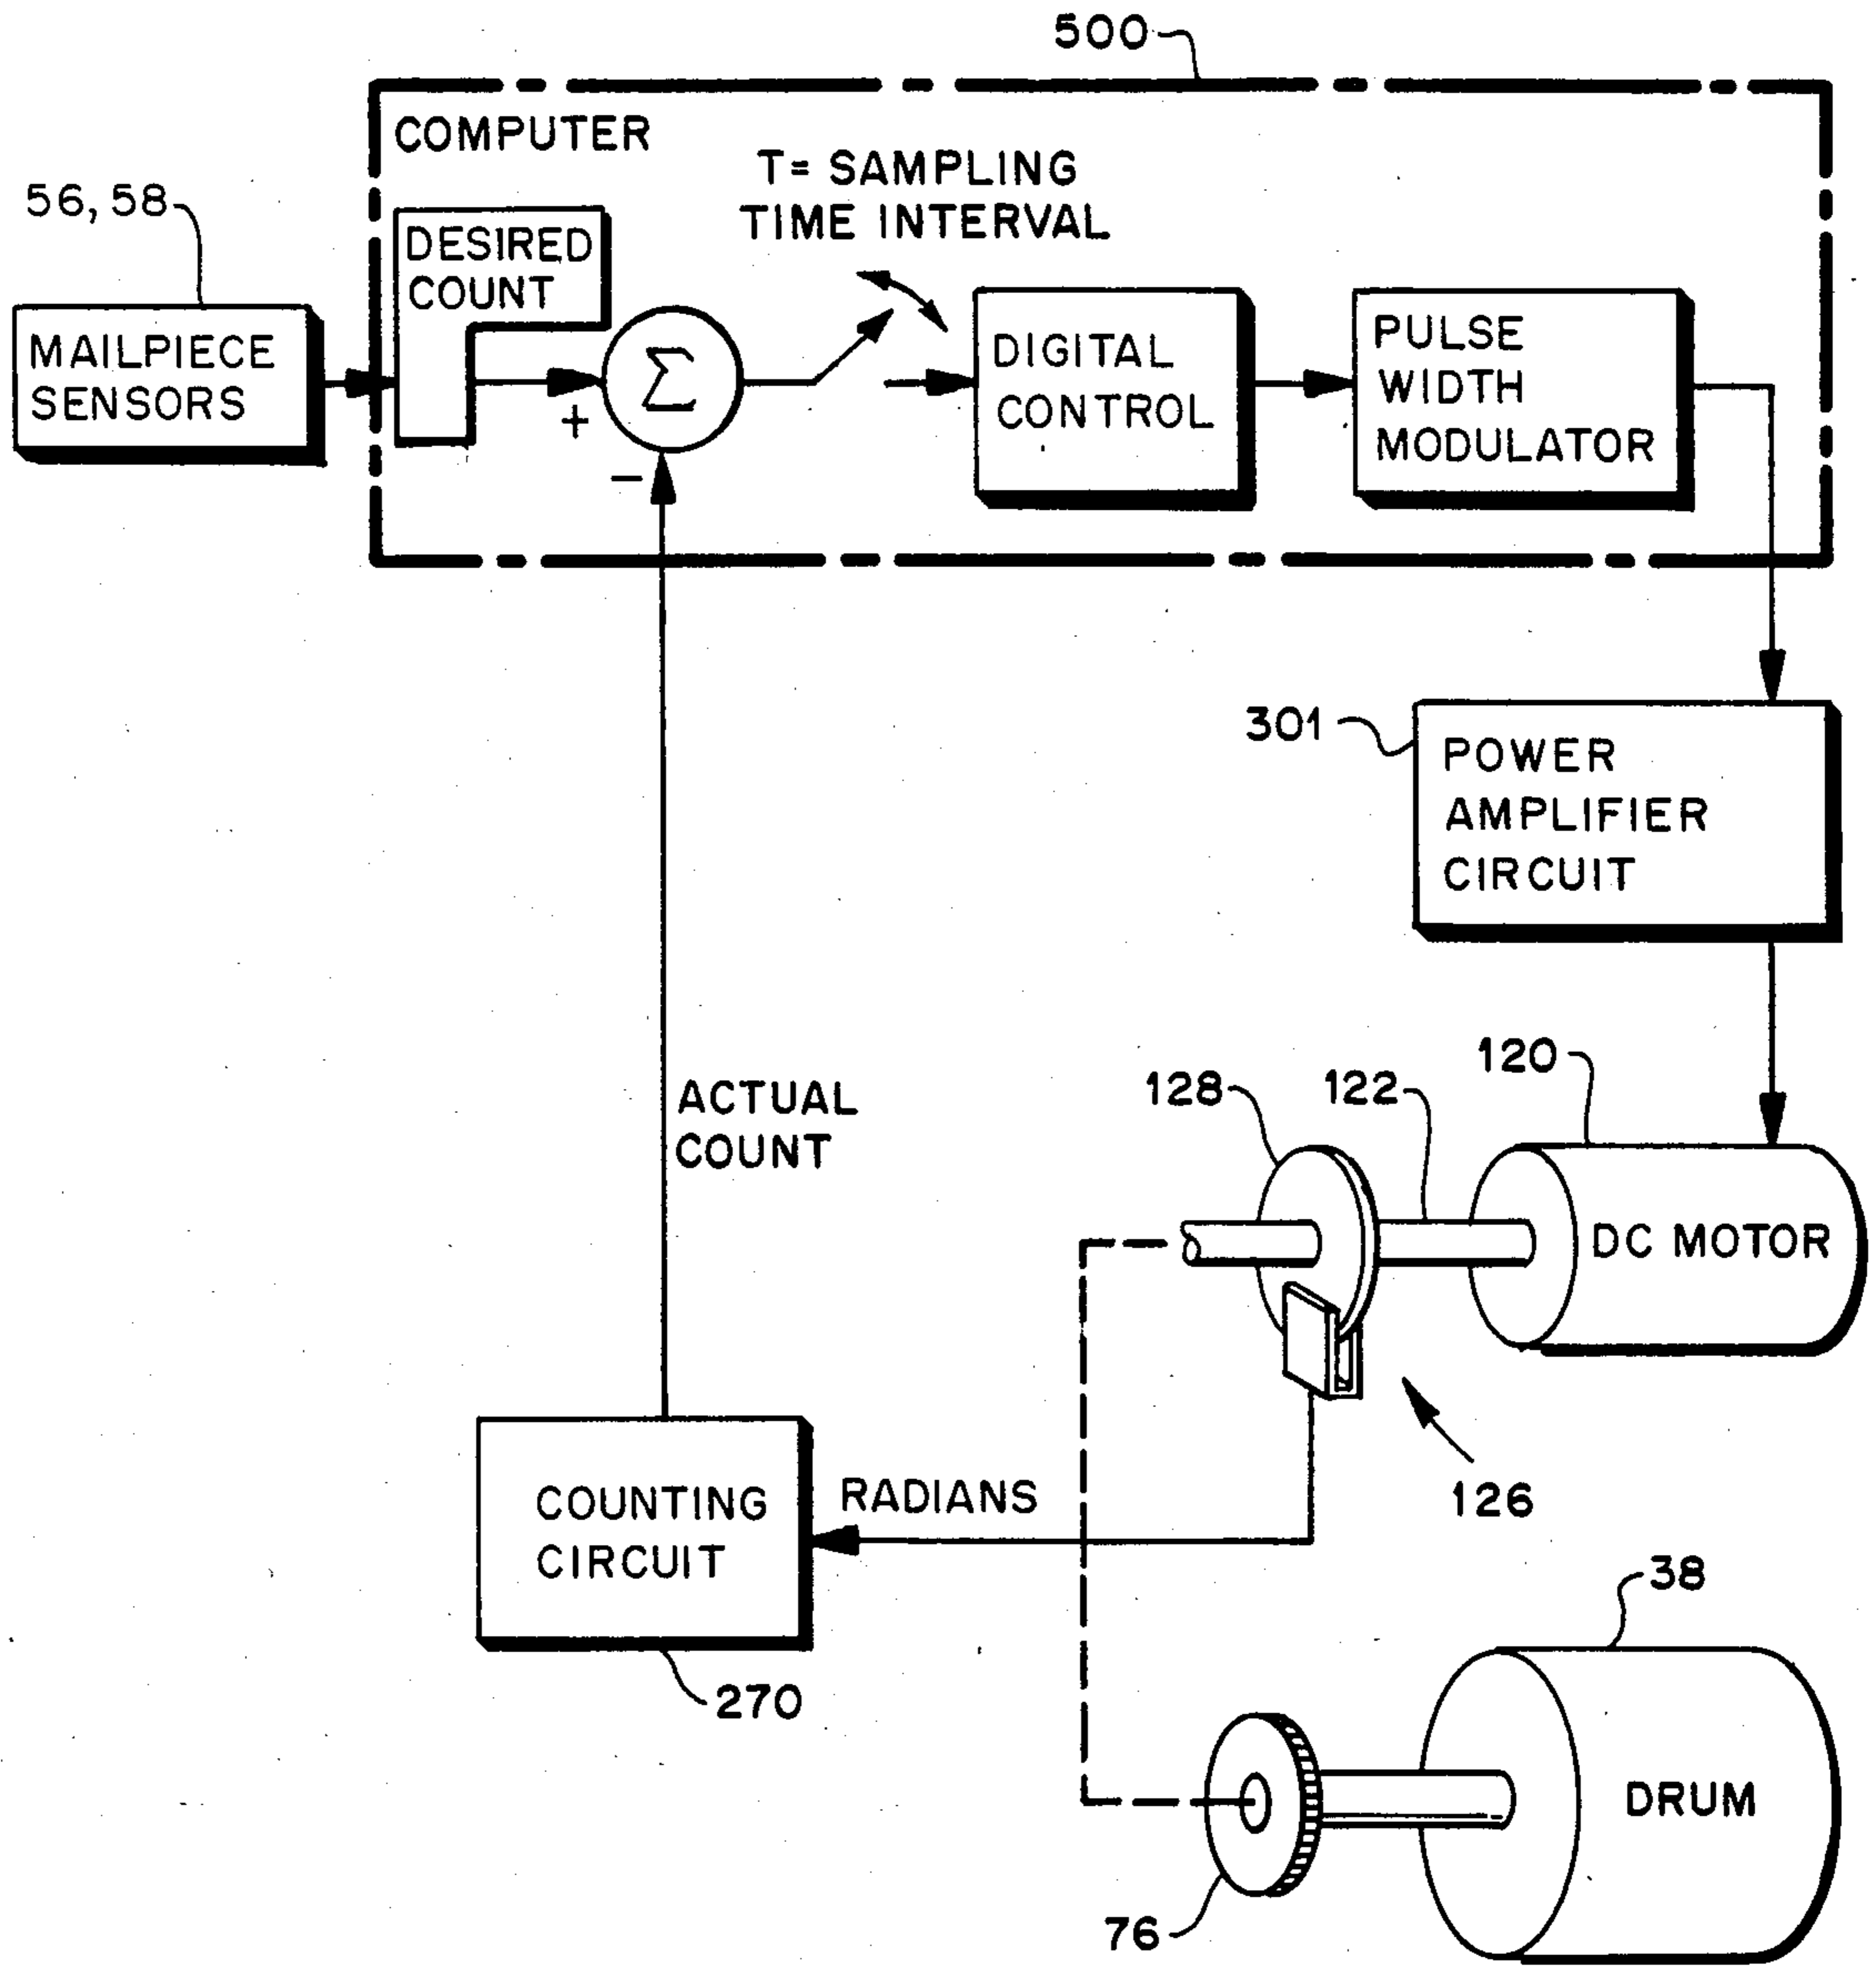 500
COMPUTER
T= SAMPLING
TIME INTERVAL
56, 58
DESIRED
COUNT
MAILPIECE
SENSORS
+
Σ
−
DIGITAL
CONTROL
PULSE
WIDTH
MODULATOR
301
POWER
AMPLIFIER
CIRCUIT
ACTUAL
COUNT
128
122
120
DC MOTOR
126
RADIANS
COUNTING
CIRCUIT
270
38
DRUM
76